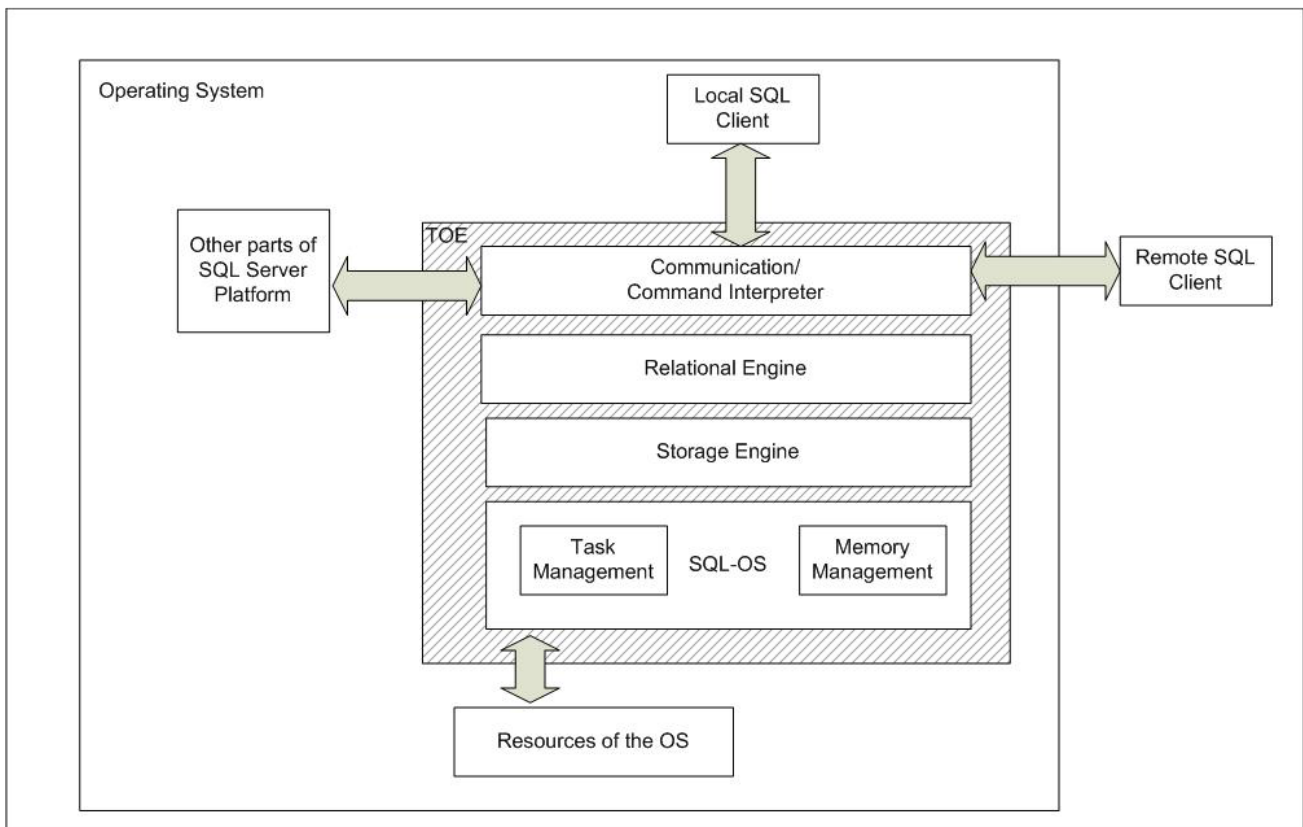 Operating System
Local SQL
Client
Other parts of
SQL Server
Platform
TOE
Communication/
Command Interpreter
Remote SQL
Client
Relational Engine
Storage Engine
Task
Management
SQL-OS
Memory
Management
Resources of the OS